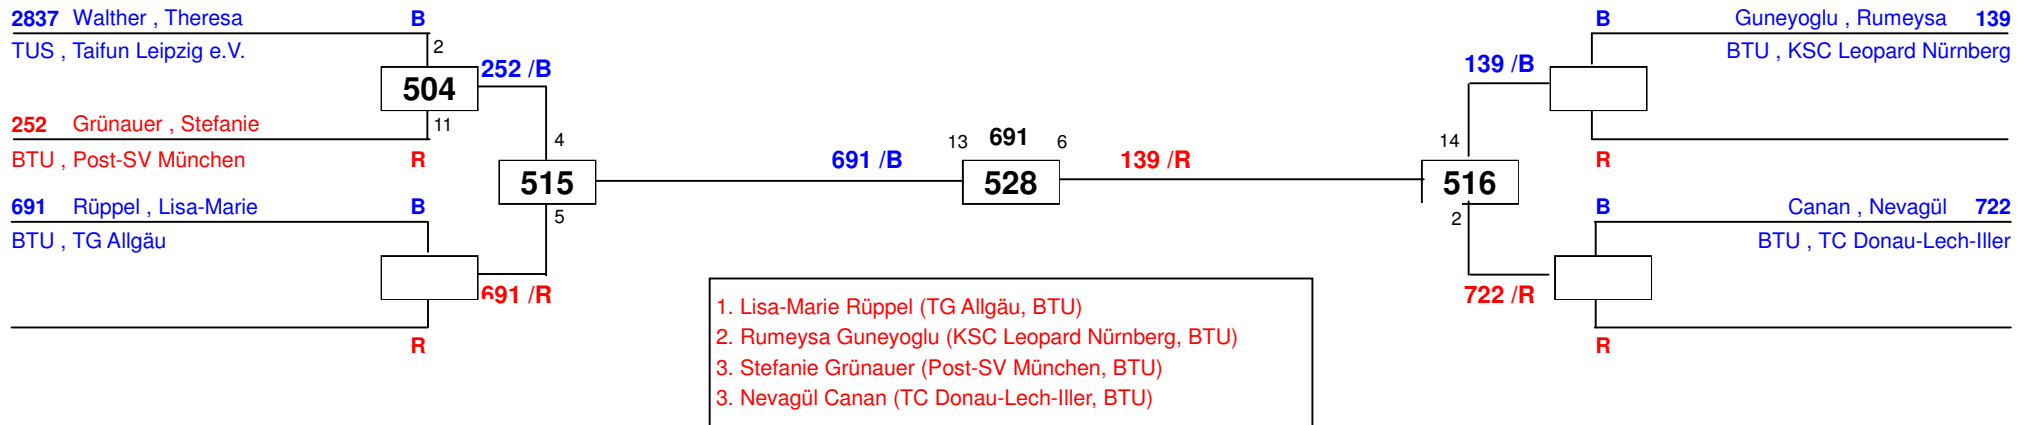 2837 Walther , Theresa B
TUS , Taifun Leipzig e.V.
2
504
252 /B
11
252 Grünauer , Stefanie
BTU , Post-SV München R
4
515
5
691 Rüppel , Lisa-Marie B
BTU , TG Allgäu
691 /R
R
691 /B
13 691 6
528
139 /R
B Guneyoglu , Rumeysa 139
BTU , KSC Leopard Nürnberg
139 /B
14
R
516
2
B Canan , Nevagül 722
BTU , TC Donau-Lech-Iller
722 /R
R
1. Lisa-Marie Rüppel (TG Allgäu, BTU)
2. Rumeysa Guneyoglu (KSC Leopard Nürnberg, BTU)
3. Stefanie Grünauer (Post-SV München, BTU)
3. Nevagül Canan (TC Donau-Lech-Iller, BTU)